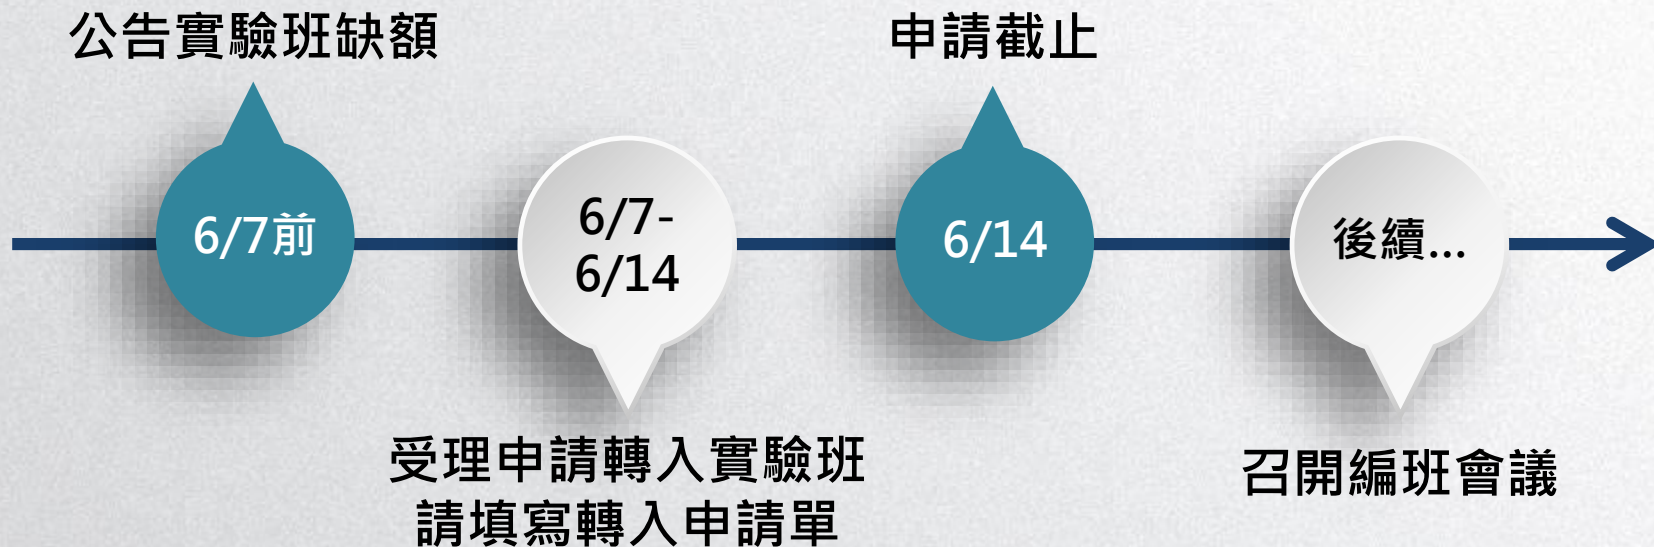 公告實驗班缺額
申請截止
6/7前
6/7-
6/14
6/14
後續...
受理申請轉入實驗班
請填寫轉入申請單
召開編班會議